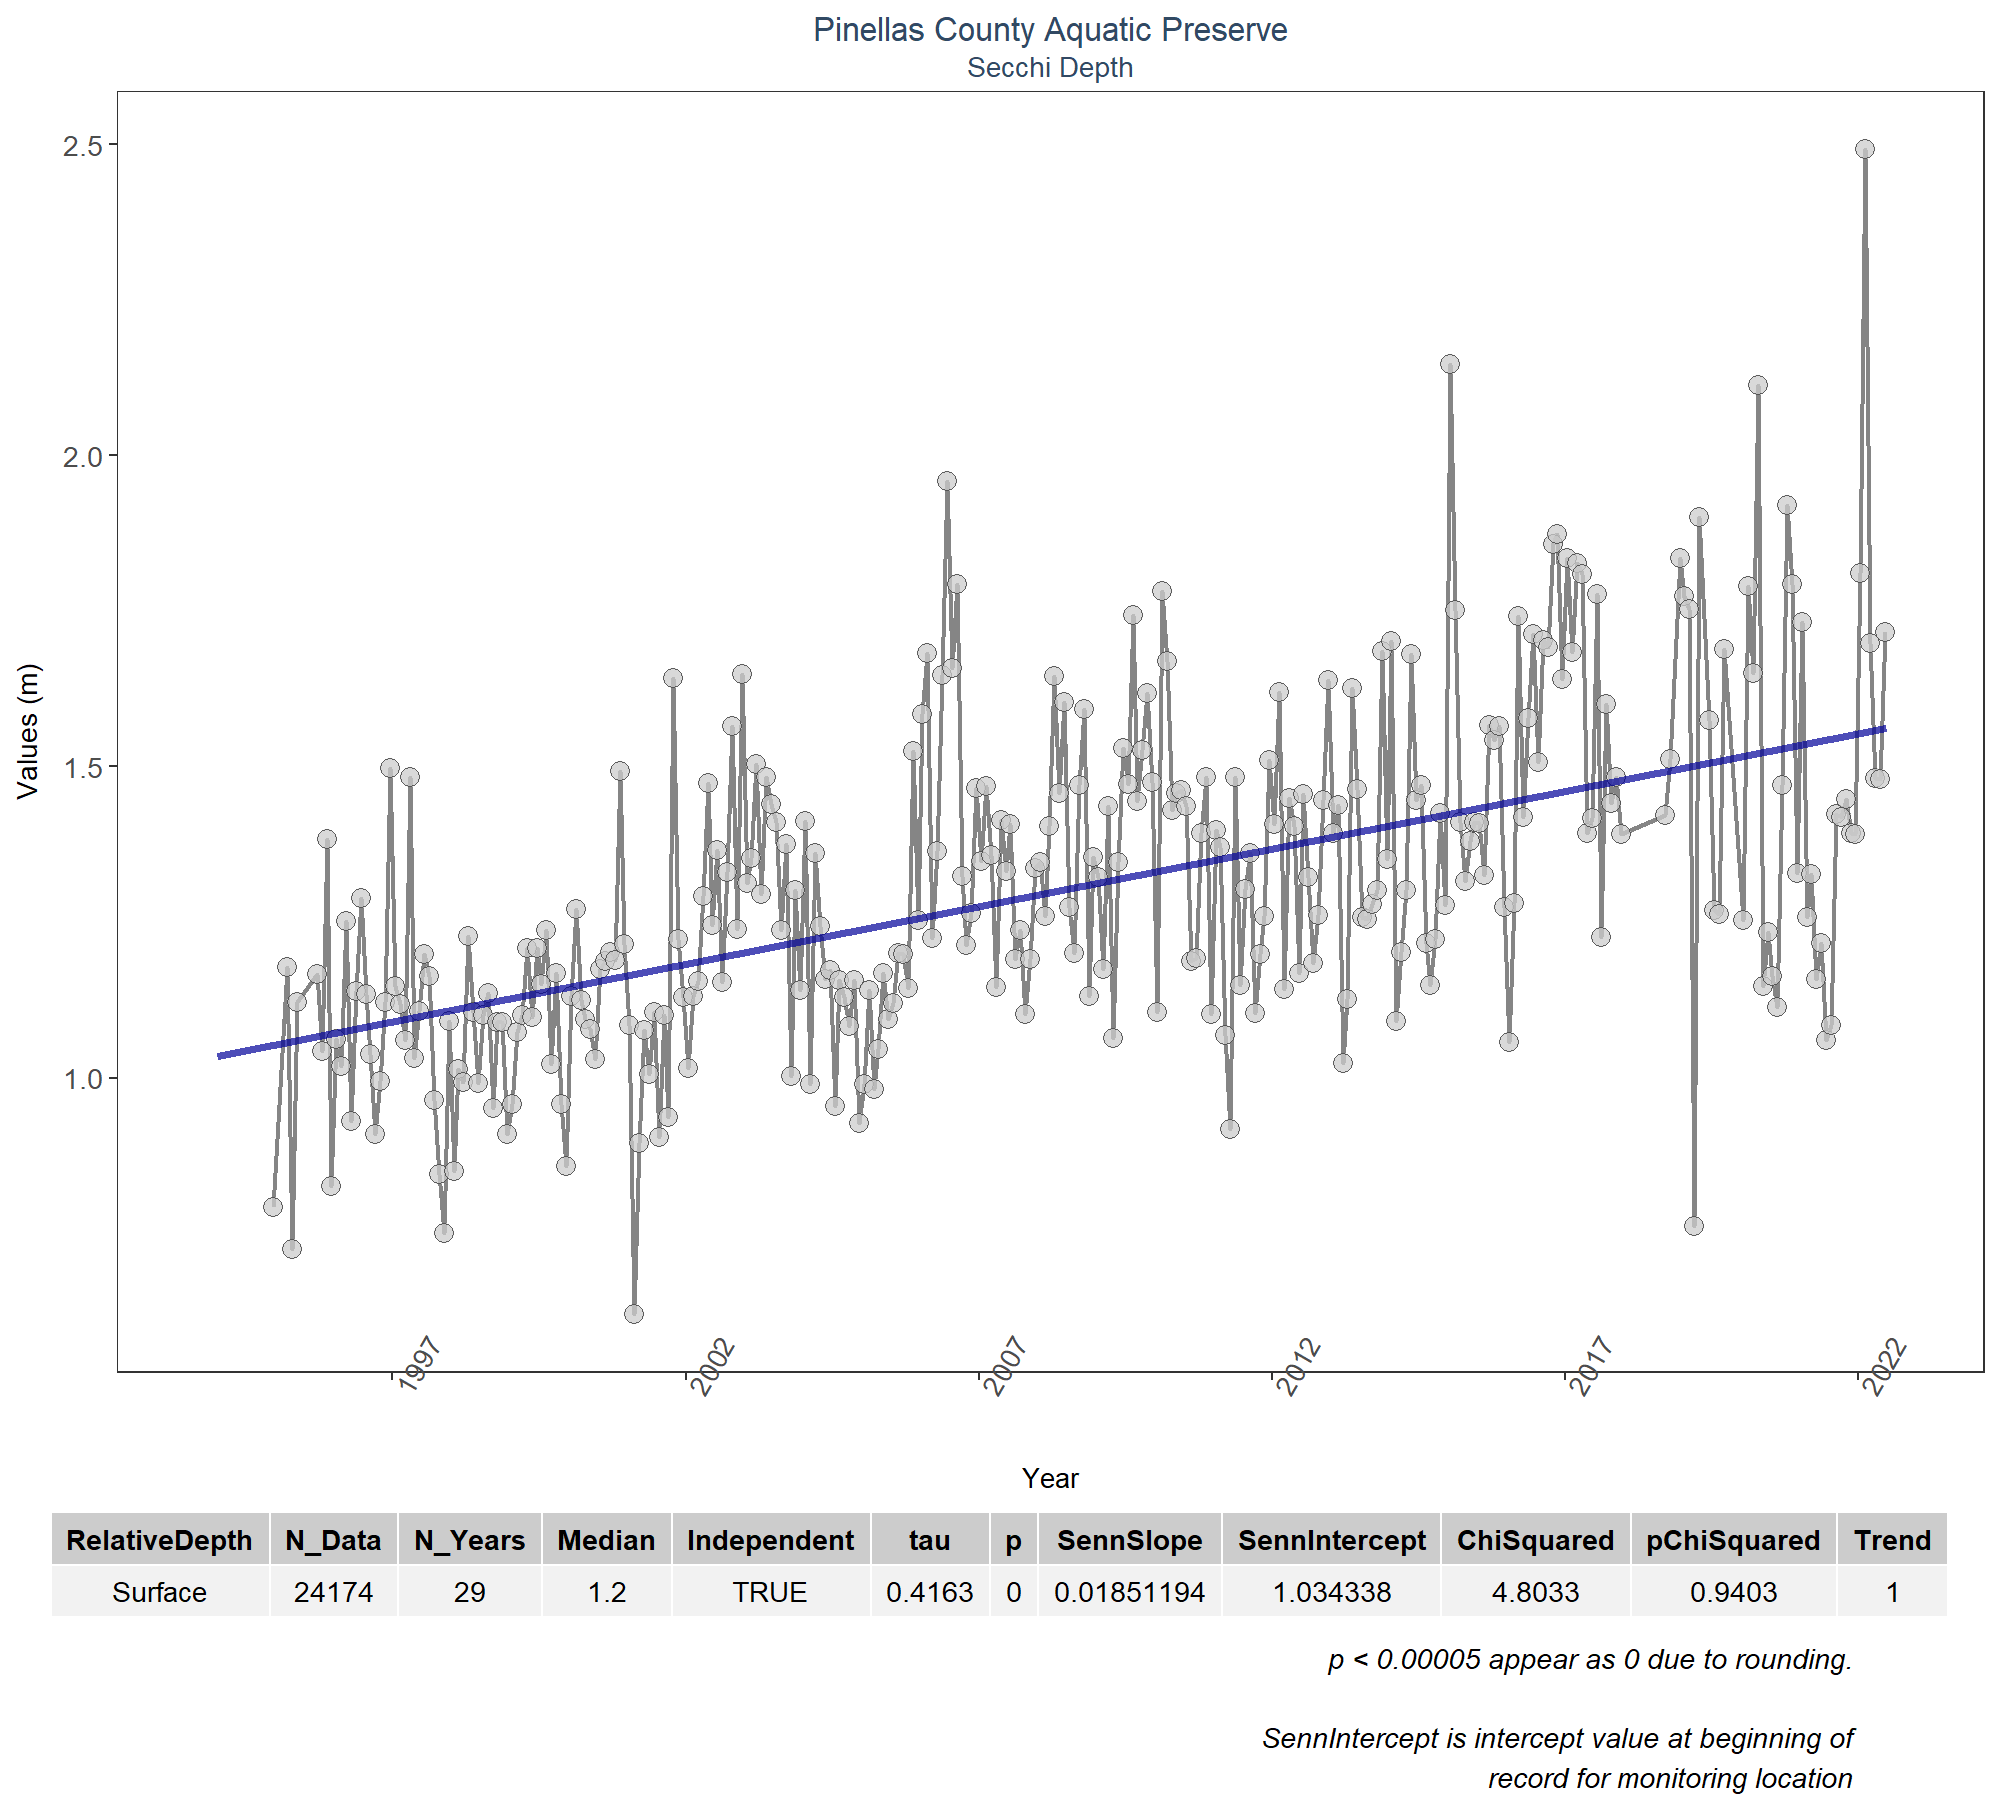 Pinellas County Aquatic Preserve
Secchi Depth
2.5
2.0
1.5
1.0
Values (m)
1997
2002
2007
2012
2017
2022
Year
RelativeDepth N_Data N_Years Median Independent tau p SennSlope SennIntercept ChiSquared pChiSquared Trend
Surface 24174 29 1.2 TRUE 0.4163 0 0.01851194 1.034338 4.8033 0.9403 1
p < 0.00005 appear as 0 due to rounding.
SennIntercept is intercept value at beginning of
record for monitoring location